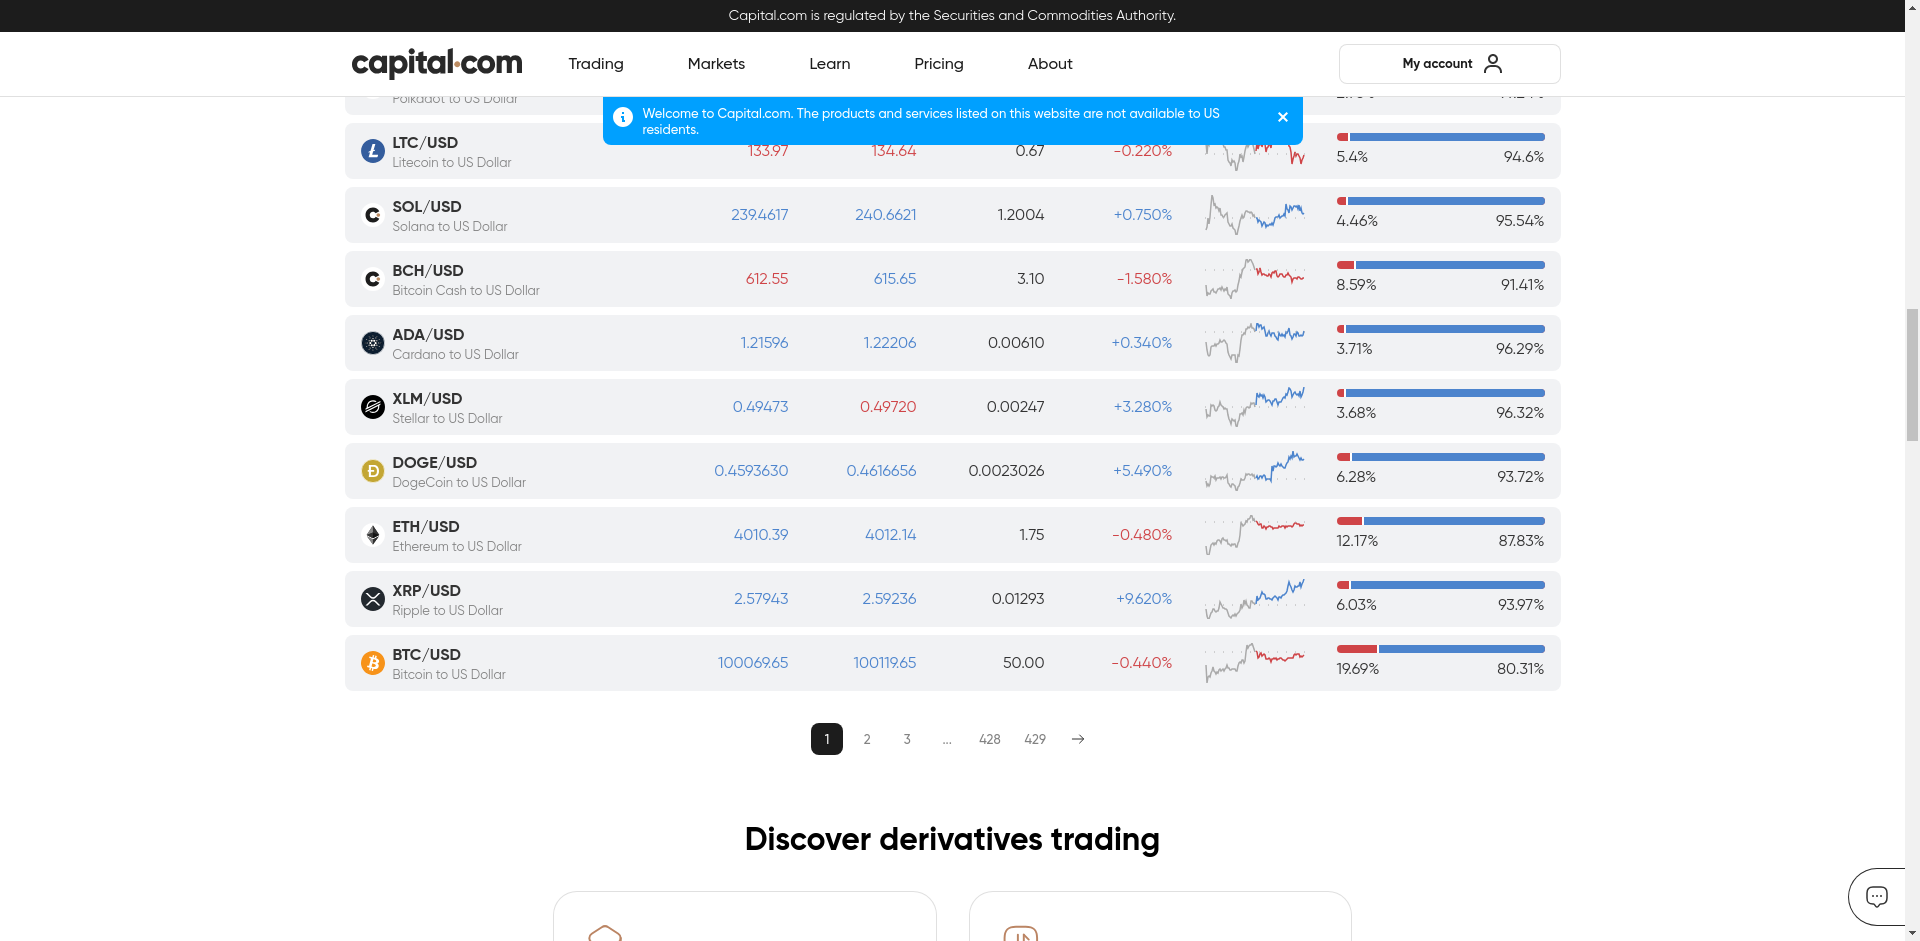 Capital.com is regulated by the Securities and Commodities Authority.
capital.com
Trading
Markets
Learn
Pricing
About
My account
Polkadot to US Dollar
Welcome to Capital.com. The products and services listed on this website are not available to US
residents.
LTC/USD
Litecoin to US Dollar
133.97
134.64
0.67
-0.220%
5.4%
94.6%
SOL/USD
Solana to US Dollar
239.4617
240.6621
1.2004
+0.750%
4.46%
95.54%
BCH/USD
Bitcoin Cash to US Dollar
612.55
615.65
3.10
-1.580%
8.59%
91.41%
ADA/USD
Cardano to US Dollar
1.21596
1.22206
0.00610
+0.340%
3.71%
96.29%
XLM/USD
Stellar to US Dollar
0.49473
0.49720
0.00247
+3.280%
3.68%
96.32%
DOGE/USD
DogeCoin to US Dollar
0.4593630
0.4616656
0.0023026
+5.490%
6.28%
93.72%
ETH/USD
Ethereum to US Dollar
4010.39
4012.14
1.75
-0.480%
12.17%
87.83%
XRP/USD
Ripple to US Dollar
2.57943
2.59236
0.01293
+9.620%
6.03%
93.97%
BTC/USD
Bitcoin to US Dollar
100069.65
100119.65
50.00
-0.440%
19.69%
80.31%
1 2 3 ... 428 429
Discover derivatives trading